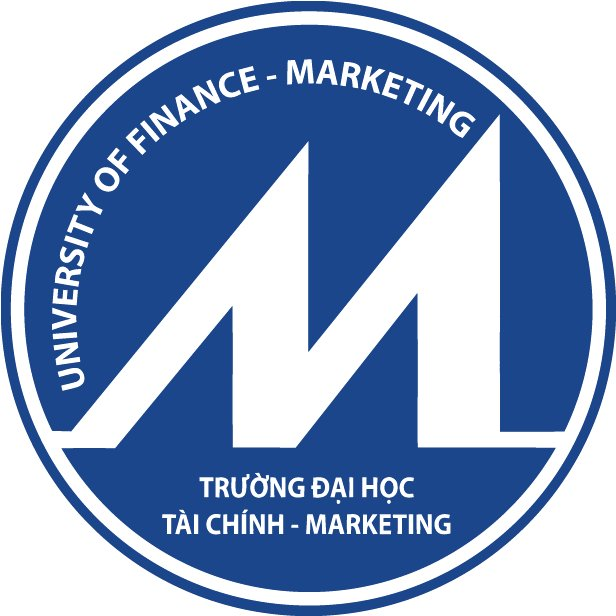 UNIVERSITY OF FINANCE - MARKETING
TRƯỜNG ĐẠI HỌC
TÀI CHÍNH - MARKETING